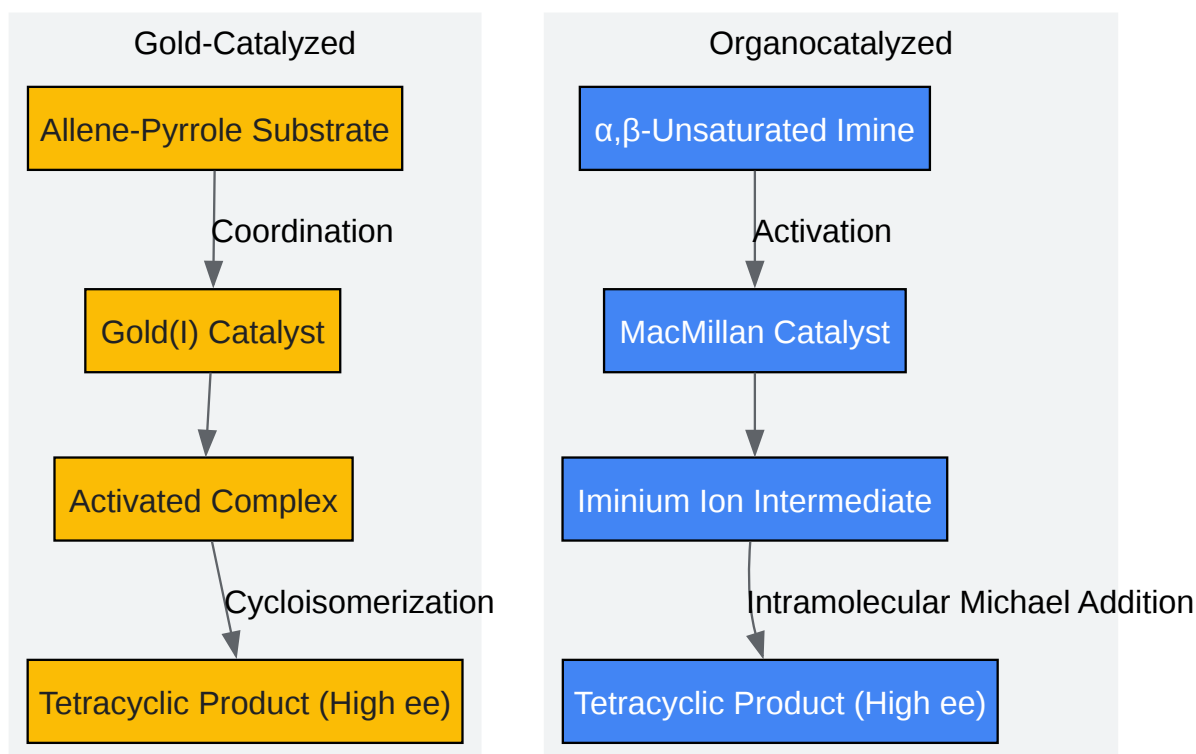 Gold-Catalyzed
Allene-Pyrrole Substrate
Coordination
Gold(I) Catalyst
Activated Complex
Cycloisomerization
Tetracyclic Product (High ee)
Organocatalyzed
α,β-Unsaturated Imine
Activation
MacMillan Catalyst
Iminium Ion Intermediate
Intramolecular Michael Addition
Tetracyclic Product (High ee)